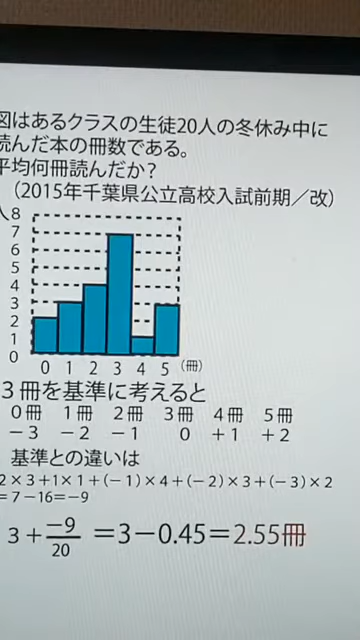 図はあるクラスの生徒20人の冬休み中に
読んだ本の冊数である。
平均何冊読んだか?
(2015年千葉県公立高校入試前期/改)
人8
7
6
5
4
3
2
1
0
0 1 2 3 4 5 (冊)
3冊を基準に考えると
0冊 1冊 2冊 3冊 4冊 5冊
−3 −2 −1 0 +1 +2
基準との違いは
2×3+1×1+(−1)×4+(−2)×3+(−3)×2
=7−16=−9
3+−9/20=3−0.45=2.55冊